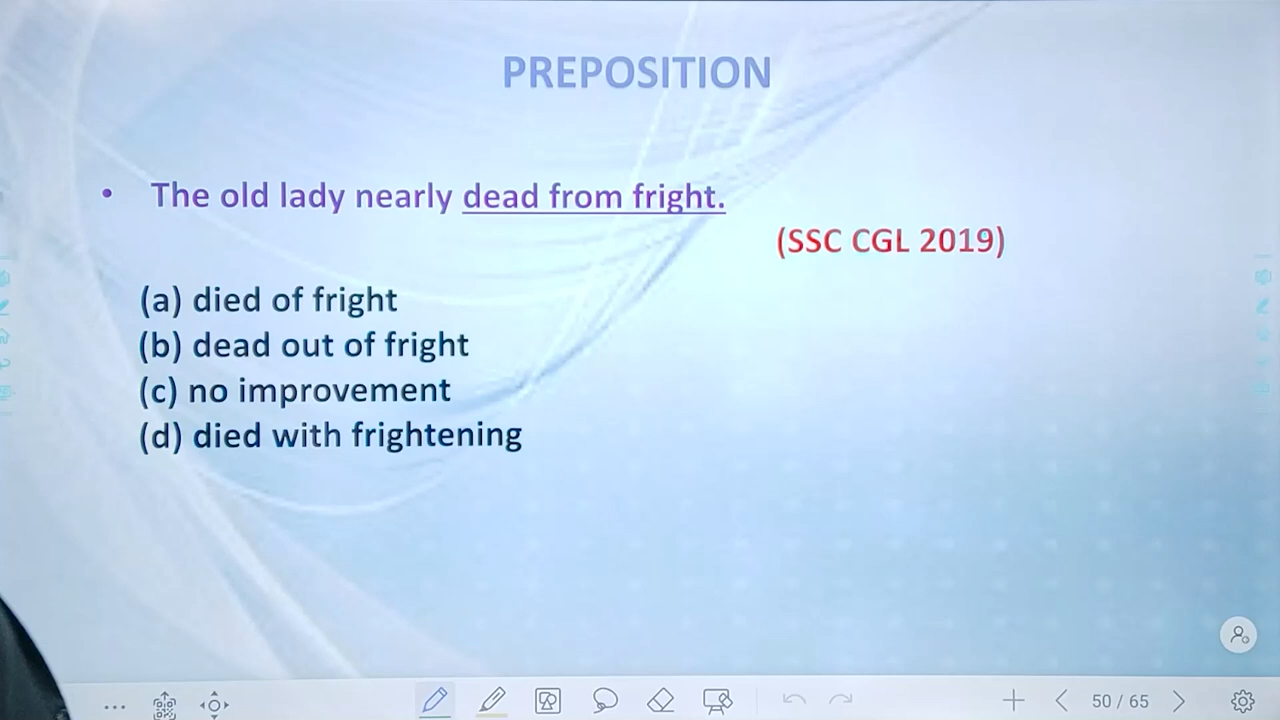 PREPOSITION
• The old lady nearly dead from fright.
(SSC CGL 2019)
(a) died of fright
(b) dead out of fright
(c) no improvement
(d) died with frightening
50 / 65